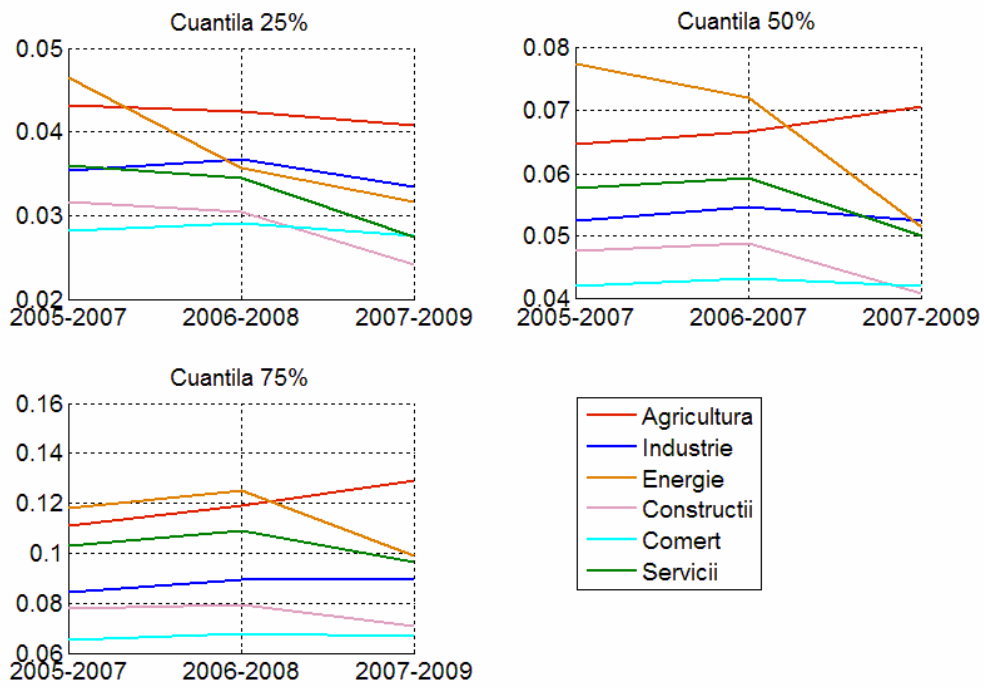 Cuantila 25%
0.05
0.04
0.03
0.02
2005-2007 2006-2008 2007-2009
Cuantila 50%
0.08
0.07
0.06
0.05
0.04
2005-2007 2006-2007 2007-2009
Cuantila 75%
0.16
0.14
0.12
0.1
0.08
0.06
2005-2007 2006-2008 2007-2009
Agricultura
Industrie
Energie
Constructii
Comert
Servicii